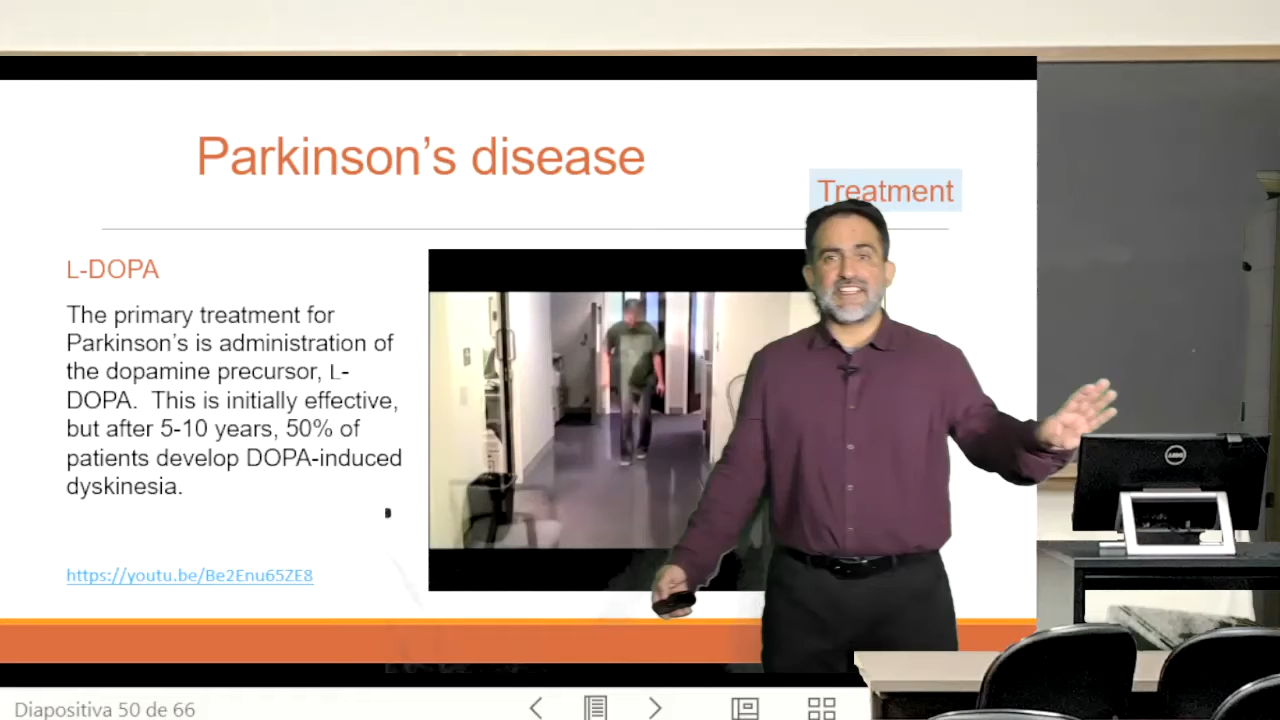 Parkinson's disease
Treatment
L-DOPA
The primary treatment for
Parkinson's is administration of
the dopamine precursor, L-
DOPA.  This is initially effective,
but after 5-10 years, 50% of
patients develop DOPA-induced
dyskinesia.
https://youtu.be/Be2Enu65ZE8
Diapositiva 50 de 66
DELL